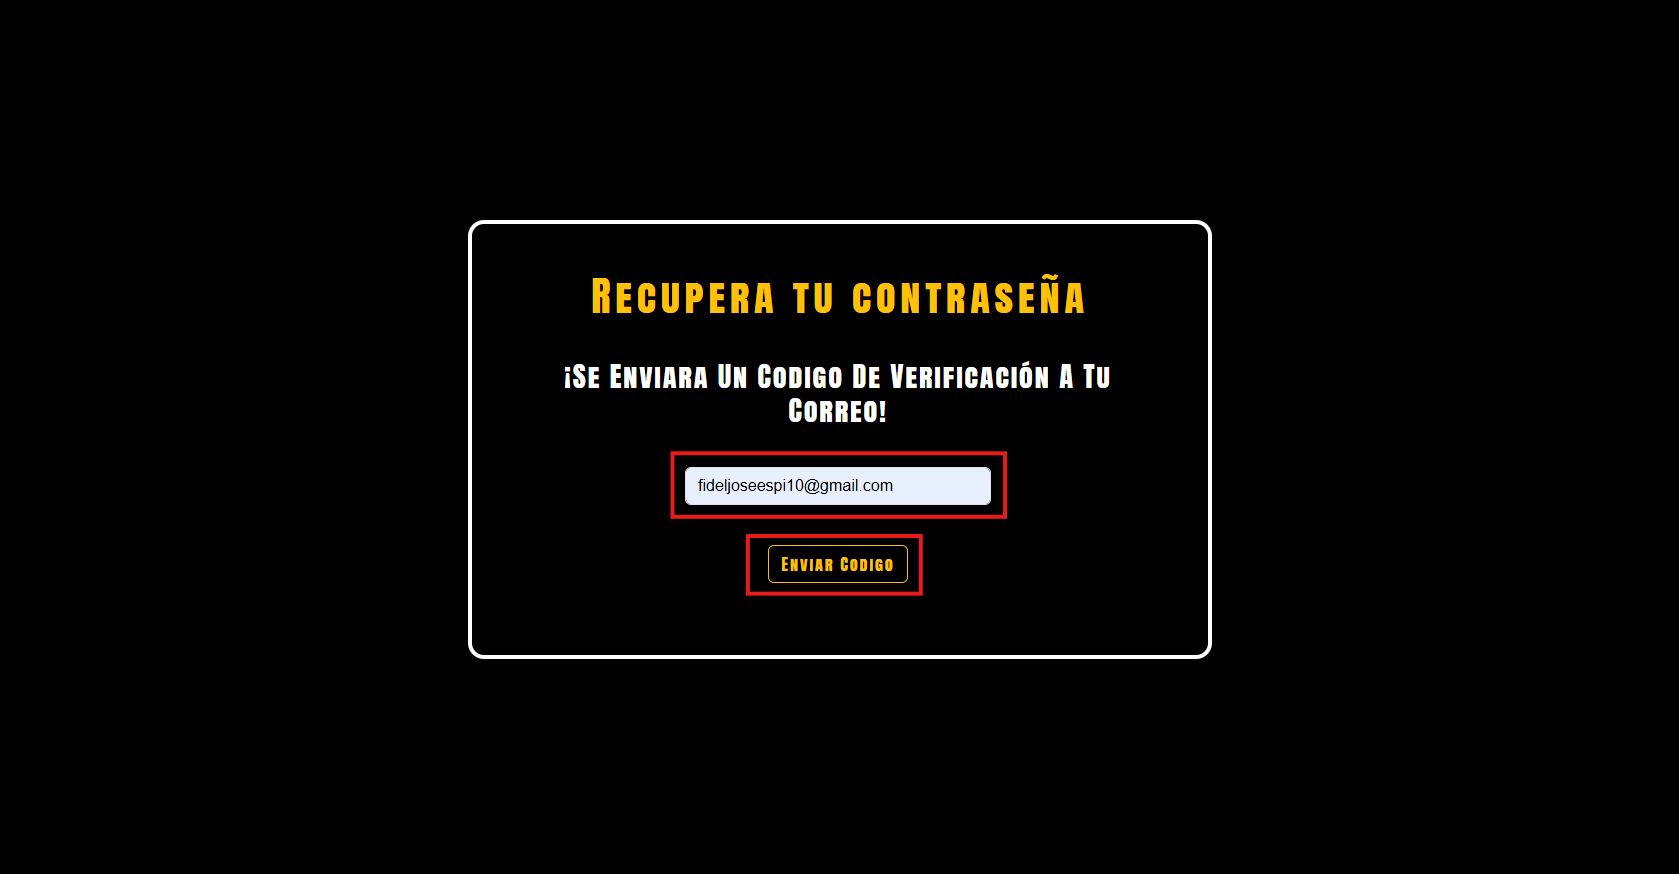 Recupera tu contraseña
¡Se Enviara Un Codigo De Verificación A Tu
Correo!
fideljoseespi10@gmail.com
Enviar Codigo